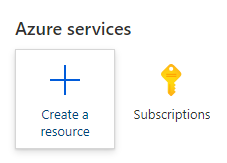 Azure services
Create a
resource
Subscriptions